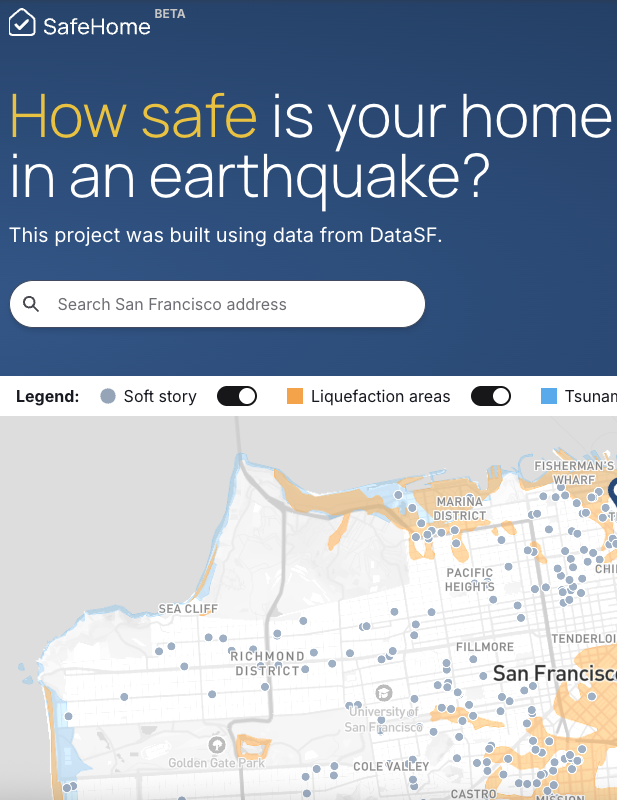 SafeHome BETA
How safe is your home
in an earthquake?
This project was built using data from DataSF.
Search San Francisco address
Legend: Soft story Liquefaction areas Tsunam
FISHERMAN'S
WHARF
MARINA
DISTRICT
PACIFIC
HEIGHTS
CHI
SEA CLIFF
FILLMORE
TENDERLOI
RICHMOND
DISTRICT
San Francisco
University of
San Francisco
Golden Gate Park
COLE VALLEY
CASTRO
MISSION